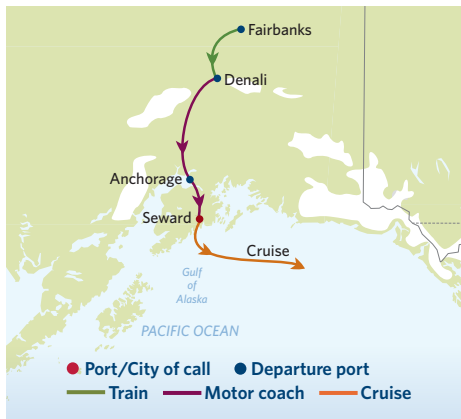 Fairbanks
Denali
Anchorage
Seward
Cruise
Gulf
of
Alaska
PACIFIC OCEAN
Port/City of call Departure port
Train Motor coach Cruise